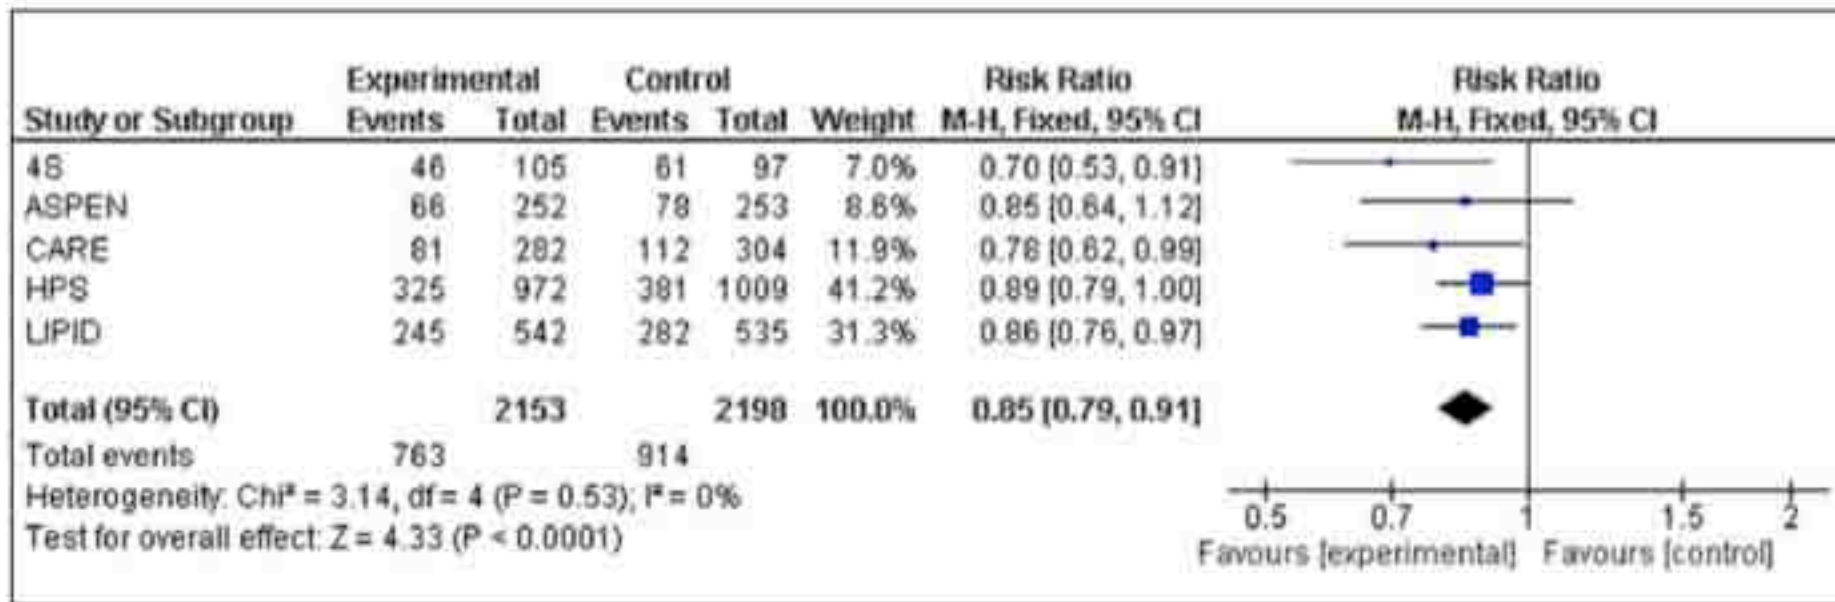 Experimental Control Risk Ratio Risk Ratio
Study or Subgroup Events Total Events Total Weight M-H, Fixed, 95% CI M-H, Fixed, 95% CI
4S 46 105 61 97 7.0% 0.70 [0.53, 0.91]
ASPEN 66 252 78 253 8.6% 0.85 [0.64, 1.12]
CARE 81 282 112 304 11.9% 0.78 [0.62, 0.99]
HPS 325 972 381 1009 41.2% 0.89 [0.79, 1.00]
LIPID 245 542 282 535 31.3% 0.86 [0.76, 0.97]
Total (95% CI) 2153 2198 100.0% 0.85 [0.79, 0.91]
Total events 763 914
Heterogeneity: Chi² = 3.14, df = 4 (P = 0.53); I² = 0%
Test for overall effect: Z = 4.33 (P < 0.0001)
0.5 0.7 1 1.5 2
Favours [experimental] Favours [control]